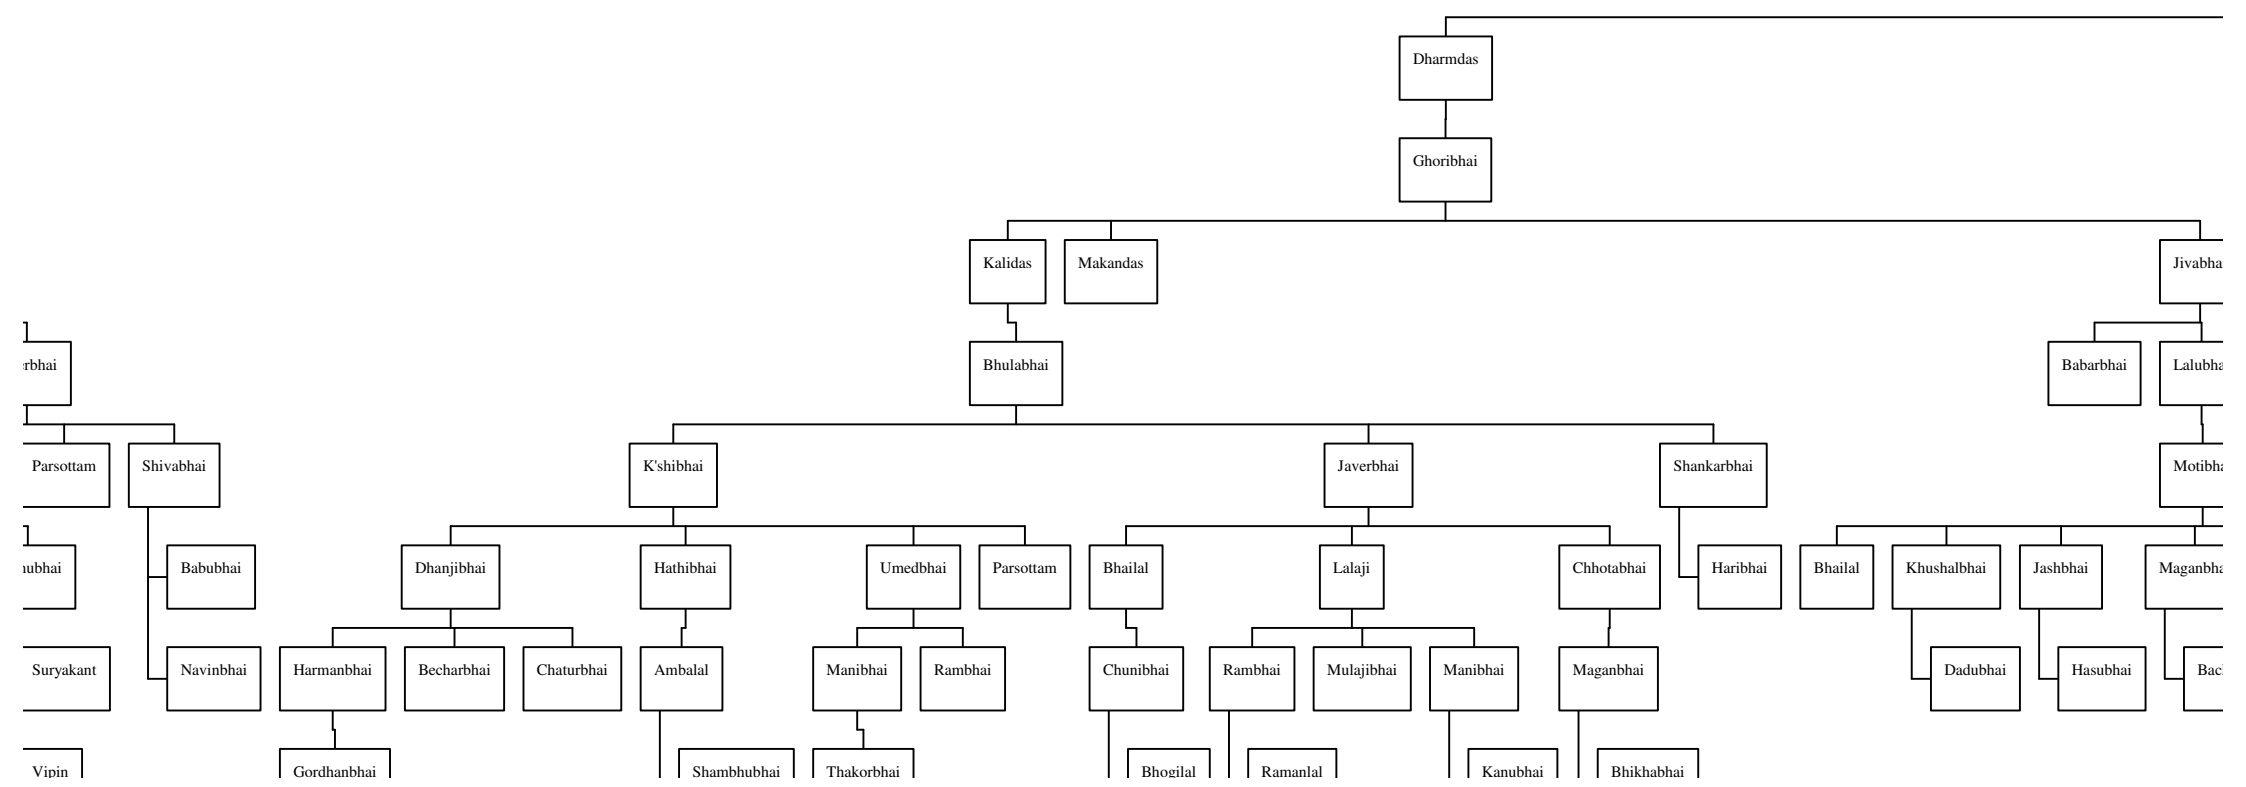 Dharmdas
Ghoribhai
Kalidas
Makandas
Bhulabhai
Babarbhai
Parsottam
Shivabhai
K'shibhai
Javerbhai
Shankarbhai
Babubhai
Dhanjibhai
Hathibhai
Umedbhai
Parsottam
Bhailal
Lalaji
Chhotabhai
Haribhai
Bhailal
Khushalbhai
Jashbhai
Suryakant
Navinbhai
Harmanbhai
Becharbhai
Chaturbhai
Ambalal
Manibhai
Rambhai
Chunibhai
Rambhai
Mulajibhai
Manibhai
Maganbhai
Dadubhai
Hasubhai
Vipin
Gordhanbhai
Shambhubhai
Thakorbhai
Bhogilal
Ramanlal
Kanubhai
Bhikhabhai